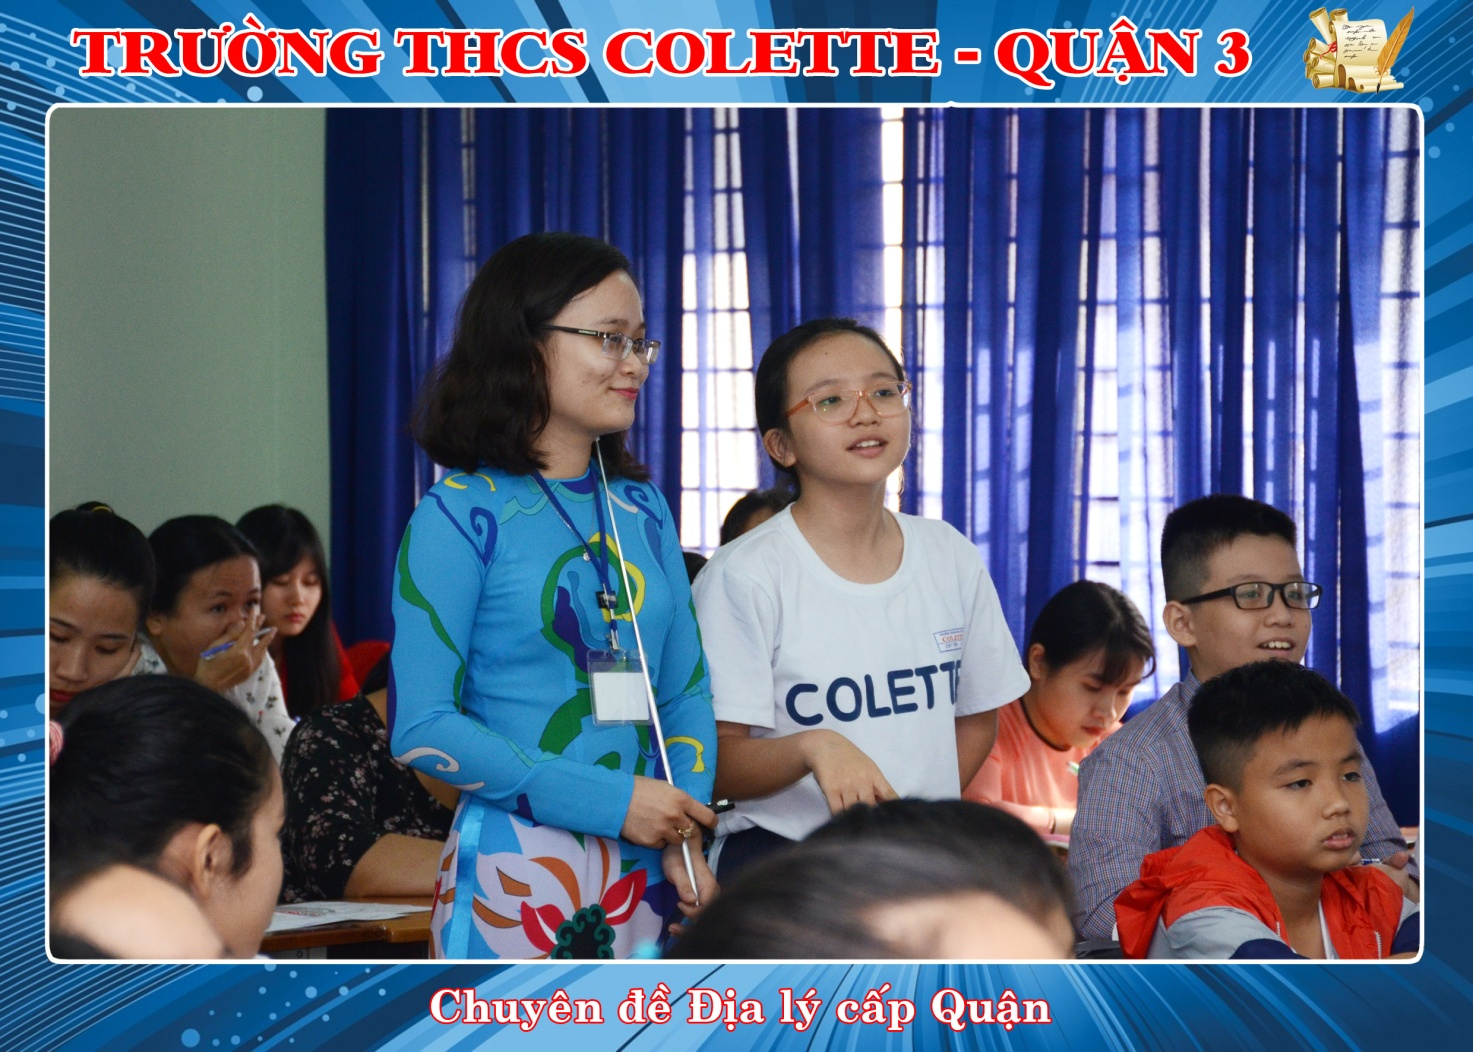 TRƯỜNG THCS COLETTE - QUẬN 3
COLETTE
Chuyên đề Địa lý cấp Quận